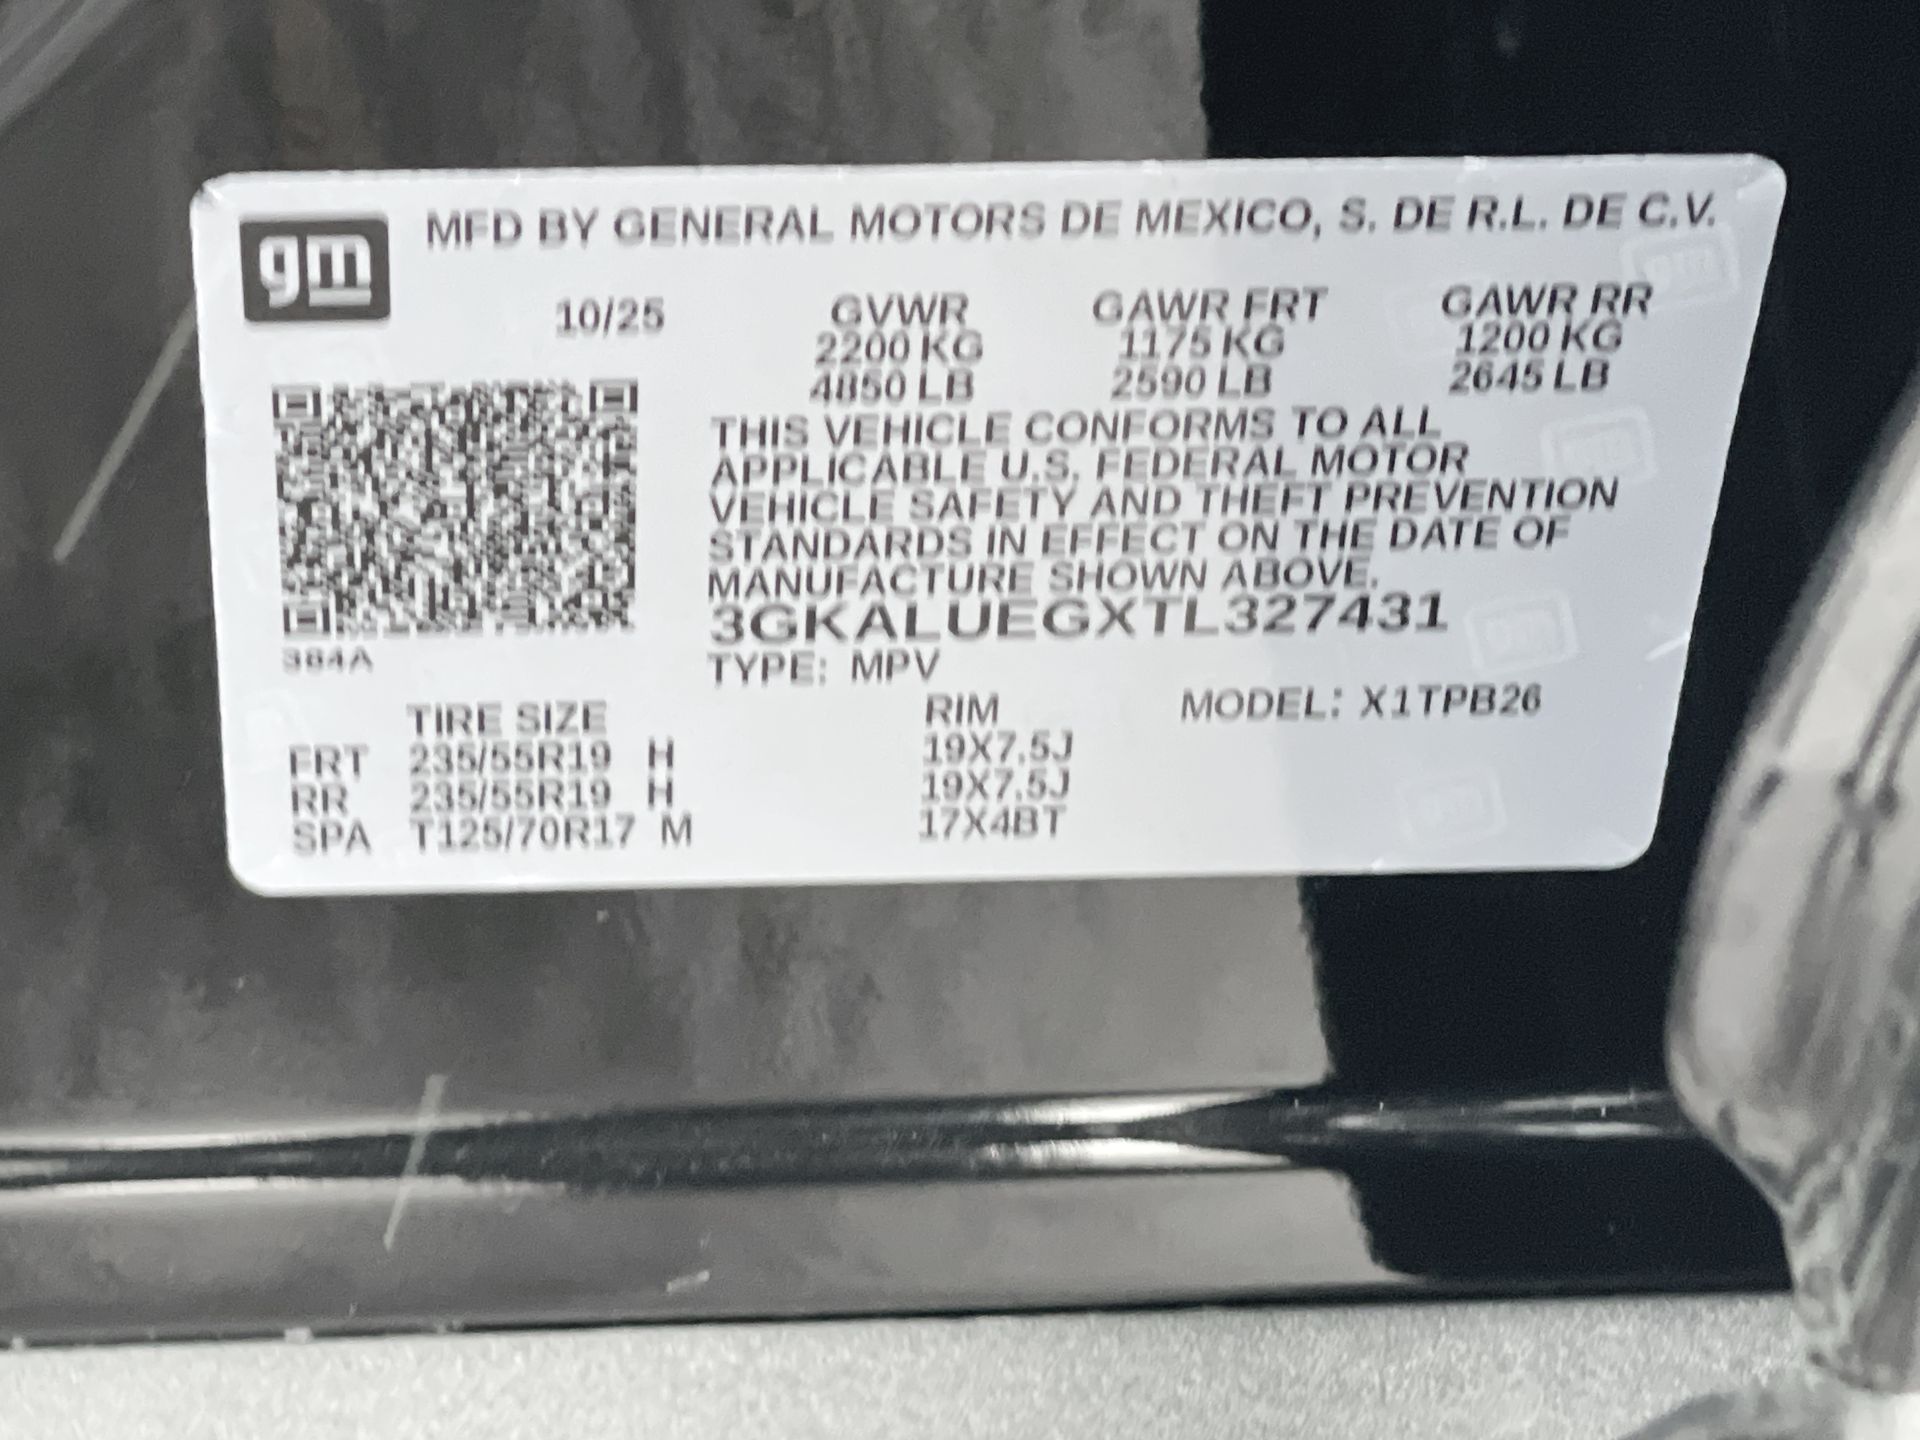 gm
MFD BY GENERAL MOTORS DE MEXICO, S. DE R.L. DE C.V.
10/25 GVWR GAWR FRT GAWR RR
2200 KG 1175 KG 1200 KG
4850 LB 2590 LB 2645 LB
THIS VEHICLE CONFORMS TO ALL
APPLICABLE U.S. FEDERAL MOTOR
VEHICLE SAFETY AND THEFT PREVENTION
STANDARDS IN EFFECT ON THE DATE OF
MANUFACTURE SHOWN ABOVE.
3GKALUEGXTL327431
384A
TYPE: MPV
TIRE SIZE RIM MODEL: X1TPB26
FRT 235/55R19 H 19X7.5J
RR 235/55R19 H 19X7.5J
SPA T125/70R17 M 17X4BT